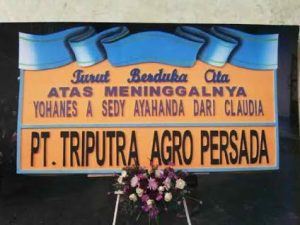 Turut Berduka Cita
ATAS MENINGGALNYA
YOHANES A SEDY AYAHANDA DARI CLAUDIA
PT. TRIPUTRA AGRO PERSADA